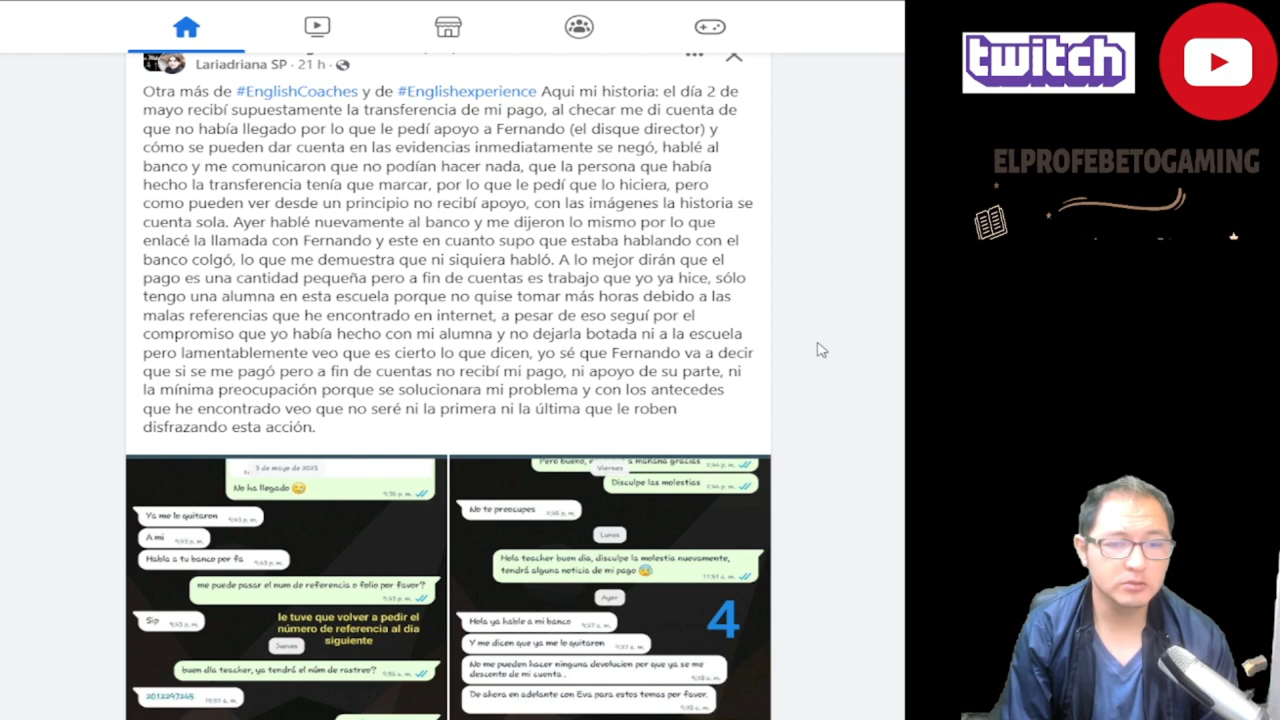 twitch
ELPROFEBETOGAMING
Lariadriana SP · 21 h ·
Otra más de #EnglishCoaches y de #Englishexperience Aqui mi historia: el día 2 de
mayo recibí supuestamente la transferencia de mi pago, al checar me di cuenta de
que no había llegado por lo que le pedí apoyo a Fernando (el disque director) y
cómo se pueden dar cuenta en las evidencias inmediatamente se negó, hablé al
banco y me comunicaron que no podían hacer nada, que la persona que había
hecho la transferencia tenía que marcar, por lo que le pedí que lo hiciera, pero
como pueden ver desde un principio no recibí apoyo, con las imágenes la historia se
cuenta sola. Ayer hablé nuevamente al banco y me dijeron lo mismo por lo que
enlacé la llamada con Fernando y este en cuanto supo que estaba hablando con el
banco colgó, lo que me demuestra que ni siquiera habló. A lo mejor dirán que el
pago es una cantidad pequeña pero a fin de cuentas es trabajo que yo ya hice, sólo
tengo una alumna en esta escuela porque no quise tomar más horas debido a las
malas referencias que he encontrado en internet, a pesar de eso seguí por el
compromiso que yo había hecho con mi alumna y no dejarla botada ni a la escuela
pero lamentablemente veo que es cierto lo que dicen, yo sé que Fernando va a decir
que si se me pagó pero a fin de cuentas no recibí mi pago, ni apoyo de su parte, ni
la mínima preocupación porque se solucionara mi problema y con los antecedes
que he encontrado veo que no seré ni la primera ni la última que le roben
disfrazando esta acción.
3 de mayo de 2023
No ha llegado
Ya me lo quitaron
A mi
Habla a tu banco por fa
me puede pasar el num de referencia o folio por favor?
Sip
le tuve que volver a pedir el
número de referencia al día
siguiente
Jueves
buen día teacher, ya tendrá el núm de rastreo?
2012297245
Viernes
Disculpe las molestias
No te preocupes
Lunes
Hola teacher buen día, disculpe la molestia nuevamente,
tendrá alguna noticia de mi pago
11:51 a. m.
Ayer
4
Hola ya hable a mi banco
Y me dicen que ya me lo quitaron
No me pueden hacer ninguna devolucion por que ya se me
desconto de mi cuenta .
De ahora en adelante con Eva para estos temas por favor.